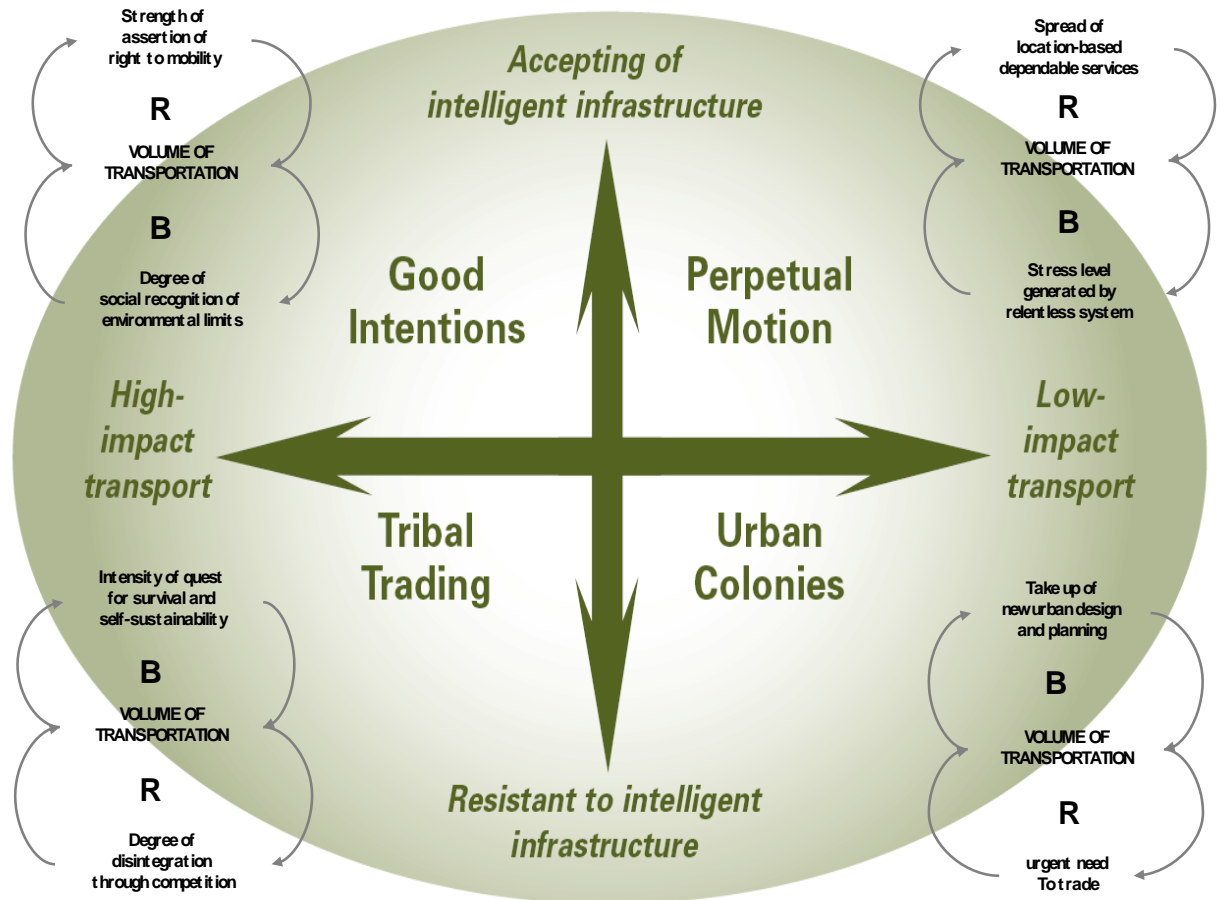 Strength of
assertion of
right to mobility
R
VOLUME OF
TRANSPORTATION
B
Degree of
social recognition of
environmental limits
Accepting of
intelligent infrastructure
Spread of
location-based
dependable services
R
VOLUME OF
TRANSPORTATION
B
Stress level
generated by
relentless system
Good
Intentions
Perpetual
Motion
High-
impact
transport
Low-
impact
transport
Tribal
Trading
Urban
Colonies
Intensity of quest
for survival and
self-sustainability
B
VOLUME OF
TRANSPORTATION
R
Degree of
disintegration
through competition
Resistant to intelligent
infrastructure
Take up of
new urban design
and planning
B
VOLUME OF
TRANSPORTATION
R
urgent need
To trade